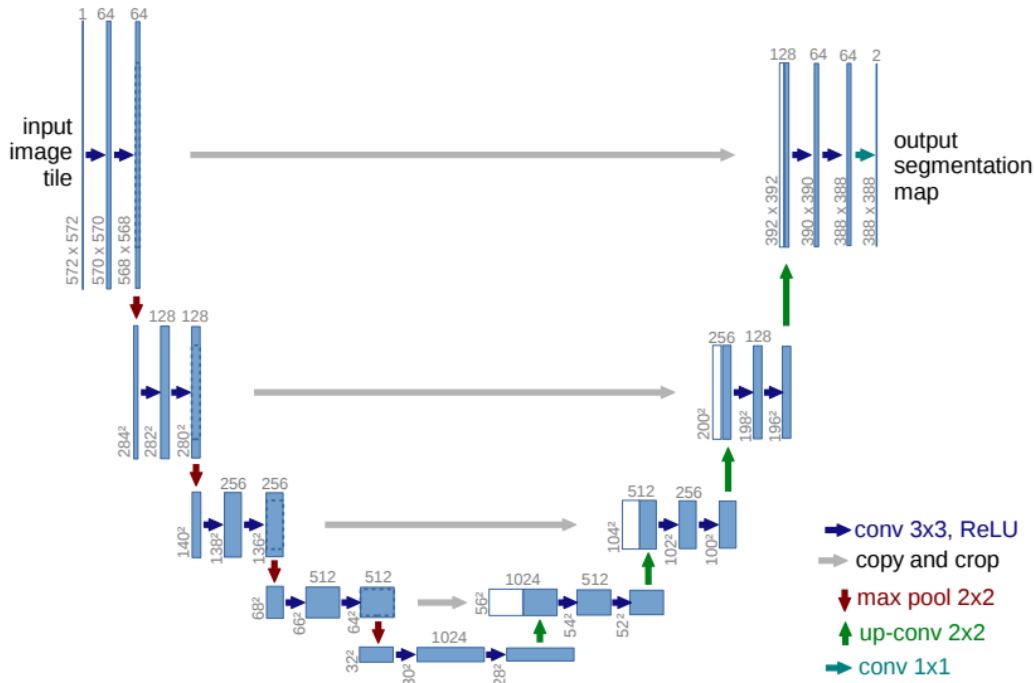 1 64 64
128 64 64 2
input
image
tile
output
segmentation
map
572 x 572
570 x 570
568 x 568
392 x 392
390 x 390
388 x 388
388 x 388
128 128
256 128
284²
282²
280²
200²
198²
196²
256 256
512 256
140²
138²
136²
104²
102²
100²
512 512
1024 512
68²
66²
64²
56²
54²
52²
1024
32²
30²
28²
conv 3x3, ReLU
copy and crop
max pool 2x2
up-conv 2x2
conv 1x1